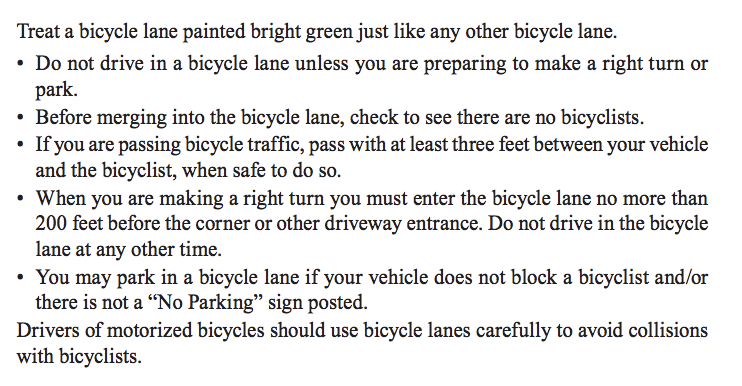 Treat a bicycle lane painted bright green just like any other bicycle lane.
• Do not drive in a bicycle lane unless you are preparing to make a right turn or
park.
• Before merging into the bicycle lane, check to see there are no bicyclists.
• If you are passing bicycle traffic, pass with at least three feet between your vehicle
and the bicyclist, when safe to do so.
• When you are making a right turn you must enter the bicycle lane no more than
200 feet before the corner or other driveway entrance. Do not drive in the bicycle
lane at any other time.
• You may park in a bicycle lane if your vehicle does not block a bicyclist and/or
there is not a “No Parking” sign posted.
Drivers of motorized bicycles should use bicycle lanes carefully to avoid collisions
with bicyclists.